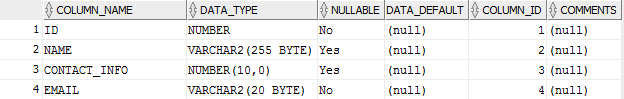 COLUMN_NAME DATA_TYPE NULLABLE DATA_DEFAULT COLUMN_ID COMMENTS
1 ID NUMBER No (null) 1 (null)
2 NAME VARCHAR2(255 BYTE) Yes (null) 2 (null)
3 CONTACT_INFO NUMBER(10,0) Yes (null) 3 (null)
4 EMAIL VARCHAR2(20 BYTE) No (null) 4 (null)